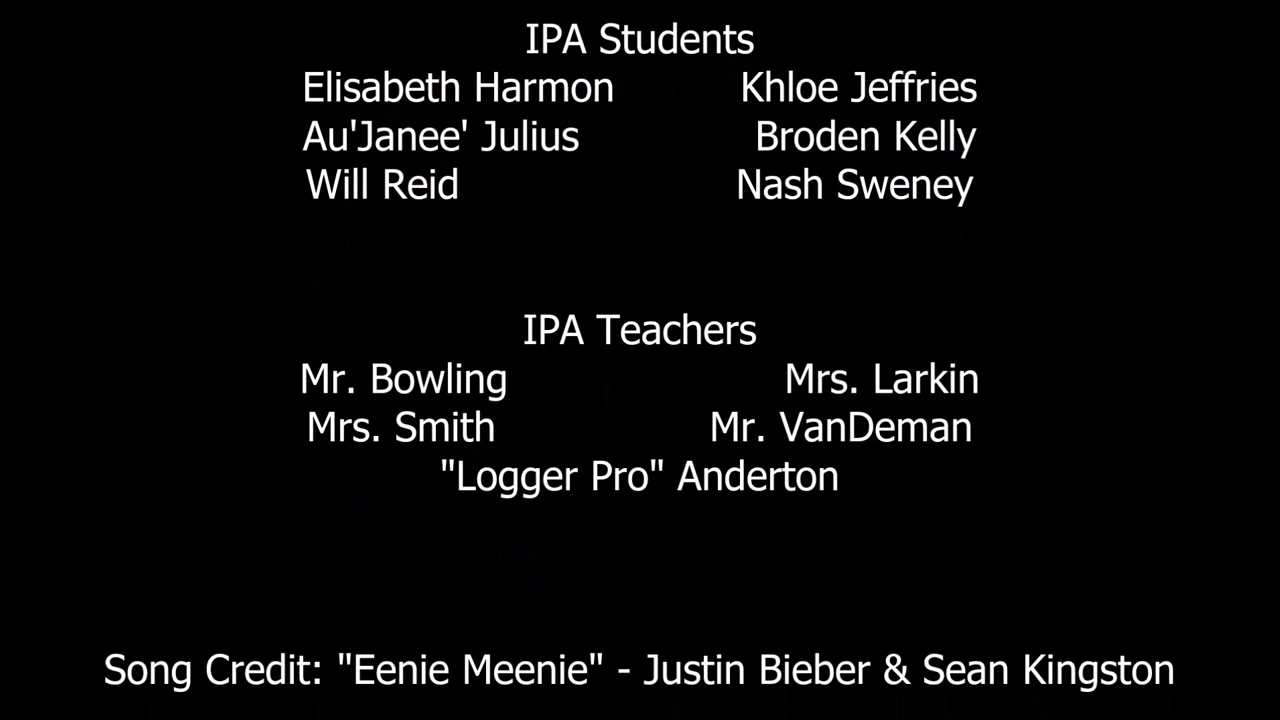 IPA Students
Elisabeth Harmon Khloe Jeffries
Au'Janee' Julius Broden Kelly
Will Reid Nash Sweney
IPA Teachers
Mr. Bowling Mrs. Larkin
Mrs. Smith Mr. VanDeman
"Logger Pro" Anderton
Song Credit: "Eenie Meenie" - Justin Bieber & Sean Kingston